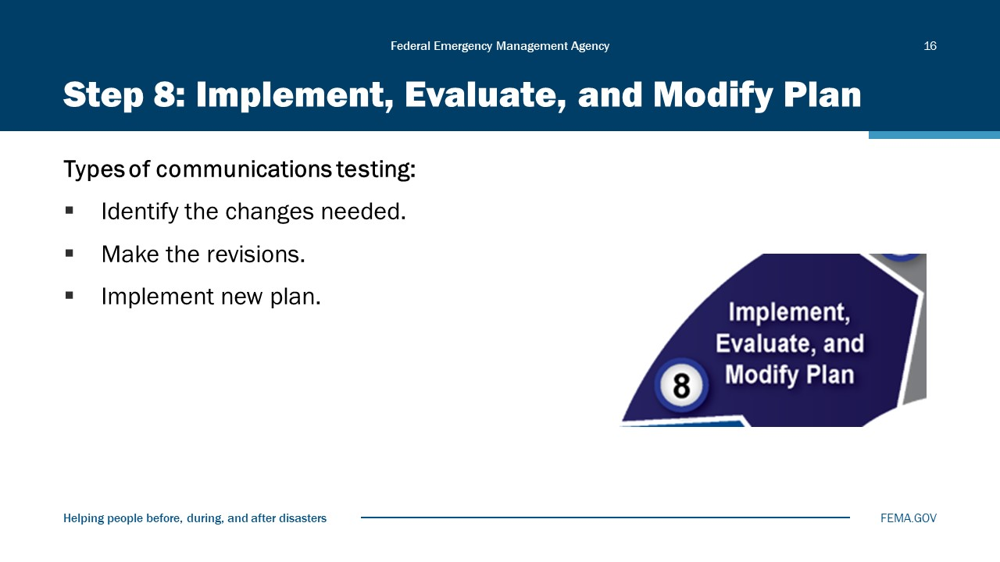 Federal Emergency Management Agency
16
Step 8: Implement, Evaluate, and Modify Plan
Types of communications testing:
▪ Identify the changes needed.
▪ Make the revisions.
▪ Implement new plan.
Implement,
Evaluate, and
Modify Plan
8
Helping people before, during, and after disasters
FEMA.GOV